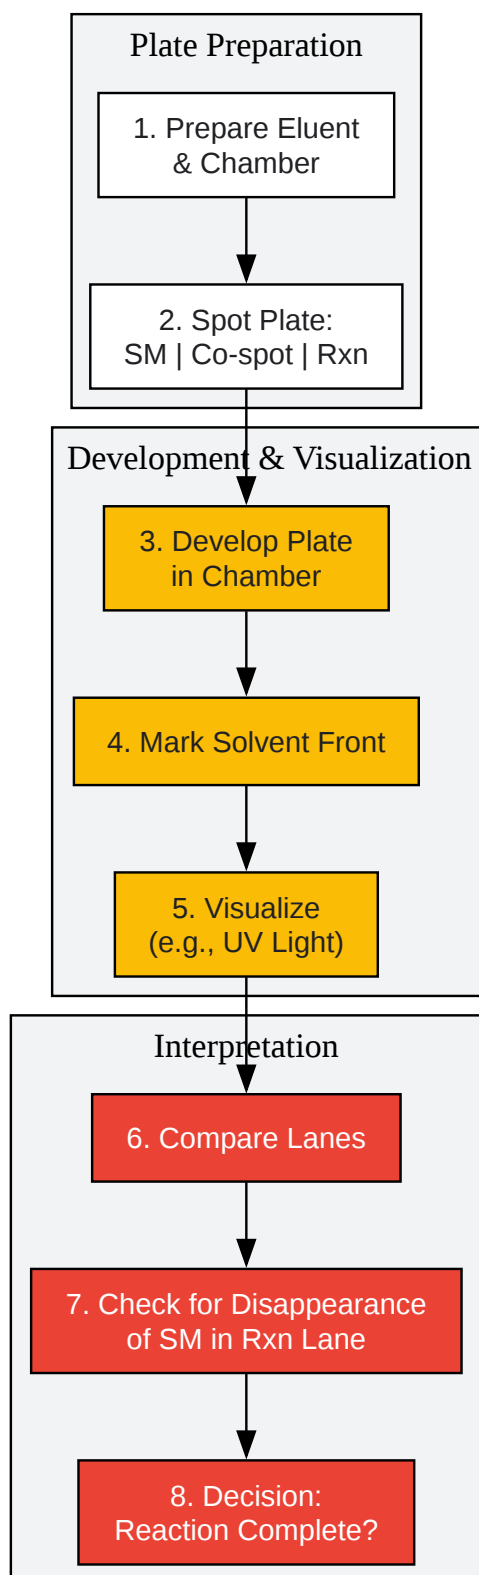 Plate Preparation
1. Prepare Eluent
& Chamber
2. Spot Plate:
SM | Co-spot | Rxn
Development & Visualization
3. Develop Plate
in Chamber
4. Mark Solvent Front
5. Visualize
(e.g., UV Light)
Interpretation
6. Compare Lanes
7. Check for Disappearance
of SM in Rxn Lane
8. Decision:
Reaction Complete?